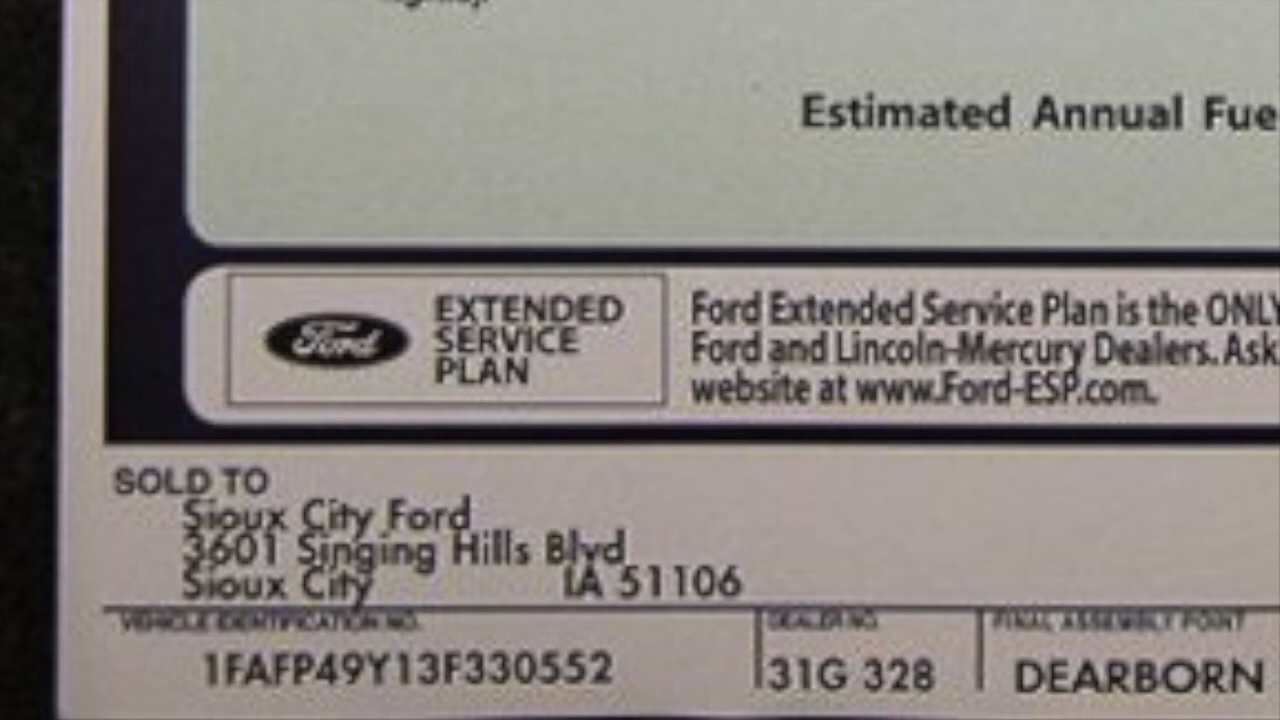 Estimated Annual Fue
Ford
EXTENDED
SERVICE
PLAN
Ford Extended Service Plan is the ONLY
Ford and Lincoln-Mercury Dealers. Ask
website at www.Ford-ESP.com.
SOLD TO
Sioux City Ford
3601 Singing Hills Blvd
Sioux City IA 51106
VEHICLE IDENTIFICATION NO.
1FAFP49Y13F330552
DEALER NO.
31G 328
FINAL ASSEMBLY POINT
DEARBORN